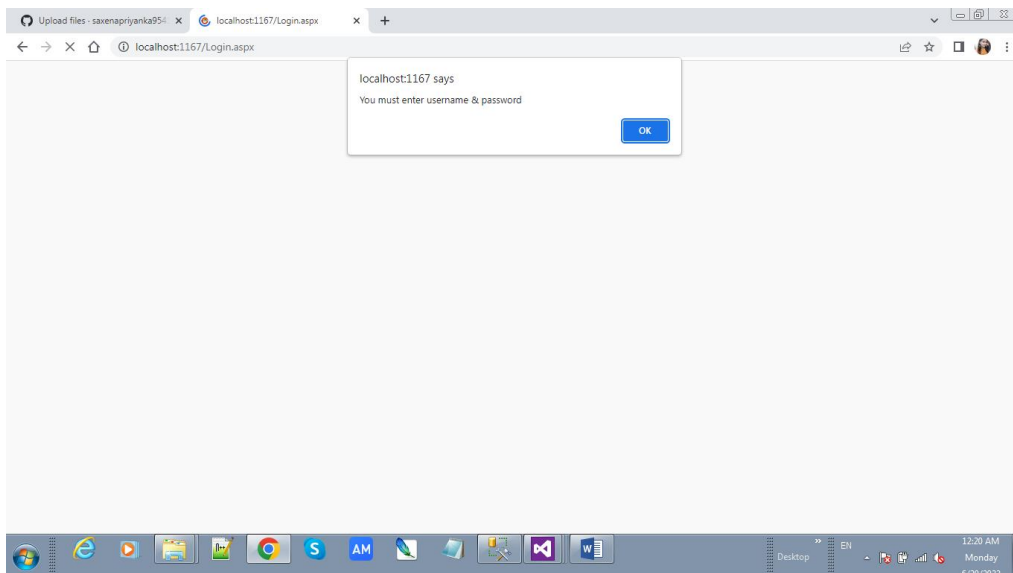 Upload files · saxenapriyanka954
localhost:1167/Login.aspx
localhost:1167/Login.aspx
localhost:1167 says
You must enter username & password
OK
S
AM
W
Desktop
EN
12:20 AM
Monday